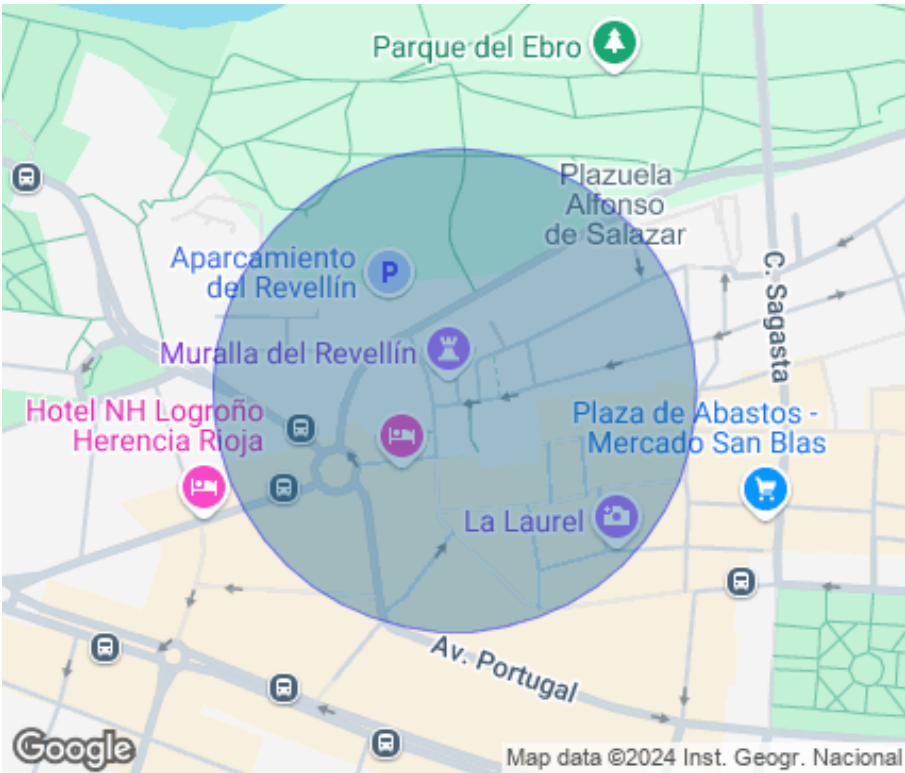 Parque del Ebro
Plazuela
Alfonso
de Salazar
Aparcamiento
del Revellín
P
C. Sagasta
Muralla del Revellín
Hotel NH Logroño
Herencia Rioja
Plaza de Abastos -
Mercado San Blas
La Laurel
Av. Portugal
Google
Map data ©2024 Inst. Geogr. Nacional